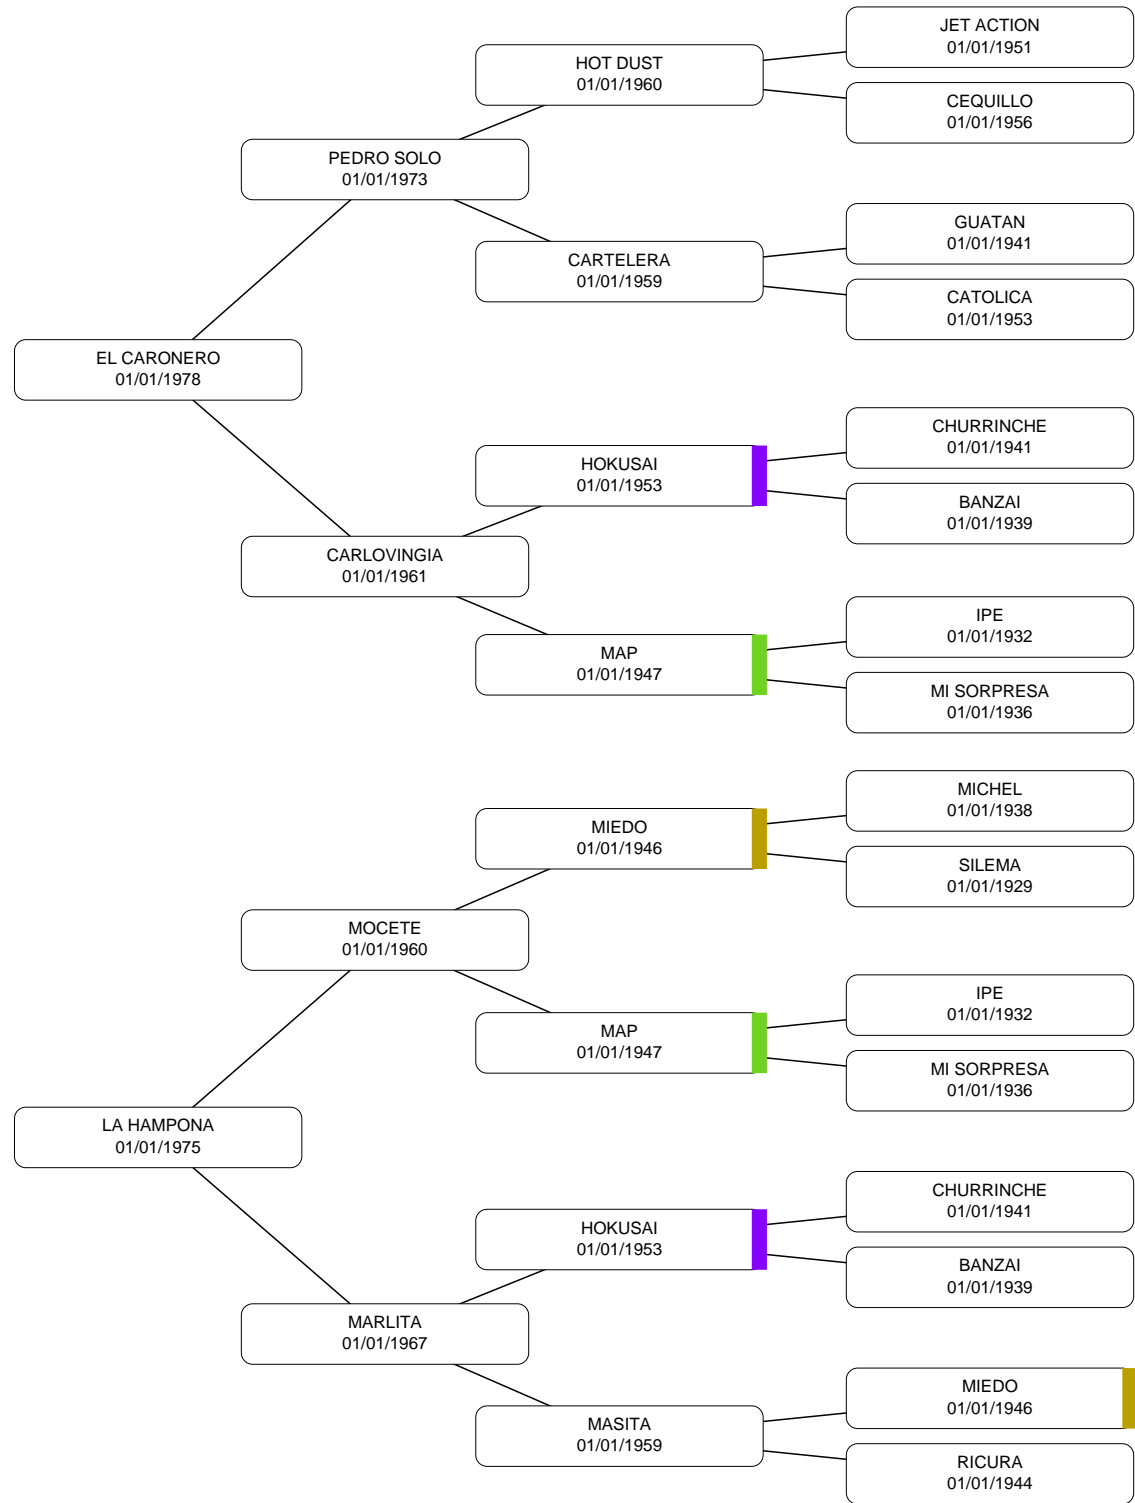 JET ACTION
01/01/1951
HOT DUST
01/01/1960
CEQUILLO
01/01/1956
PEDRO SOLO
01/01/1973
GUATAN
01/01/1941
CARTELERA
01/01/1959
CATOLICA
01/01/1953
EL CARONERO
01/01/1978
CHURRINCHE
01/01/1941
HOKUSAI
01/01/1953
BANZAI
01/01/1939
CARLOVINGIA
01/01/1961
IPE
01/01/1932
MAP
01/01/1947
MI SORPRESA
01/01/1936
MICHEL
01/01/1938
MIEDO
01/01/1946
SILEMA
01/01/1929
MOCETE
01/01/1960
IPE
01/01/1932
MAP
01/01/1947
MI SORPRESA
01/01/1936
LA HAMPONA
01/01/1975
CHURRINCHE
01/01/1941
HOKUSAI
01/01/1953
BANZAI
01/01/1939
MARLITA
01/01/1967
MIEDO
01/01/1946
MASITA
01/01/1959
RICURA
01/01/1944